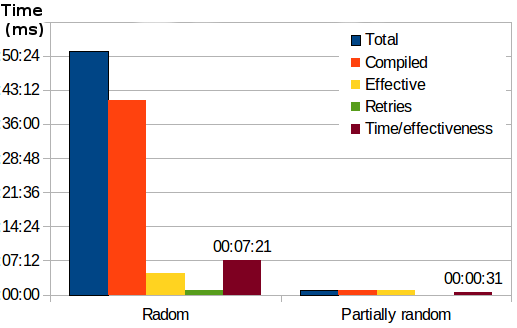 Time
(ms)
:50:24
:43:12
:36:00
:28:48
:21:36
:14:24
:07:12
:00:00
Total
Compiled
Effective
Retries
Time/effectiveness
00:07:21
00:00:31
Radom
Partially random